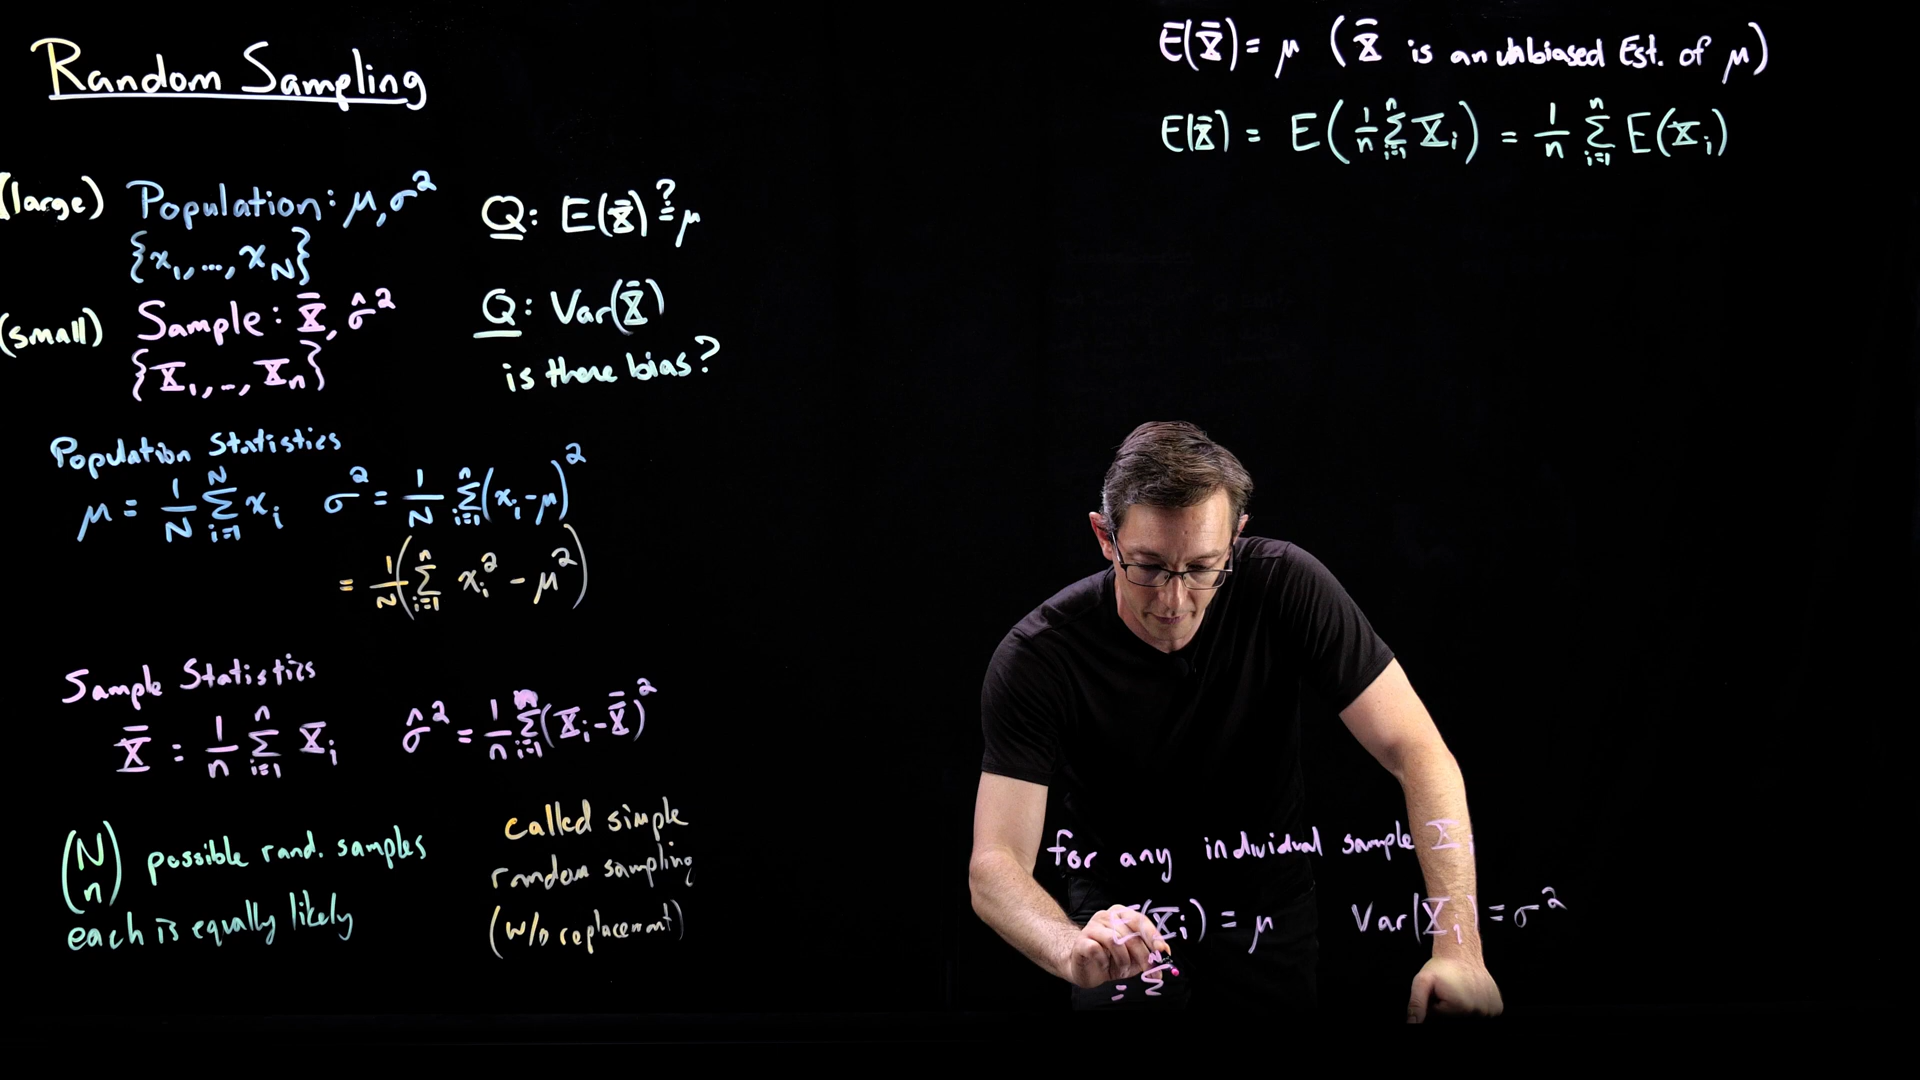 Random Sampling
(large) Population: μ, σ²
{x₁, ..., x_N}
(small) Sample: X̄, σ̂²
{X₁, .., Xₙ}
Q: E(X̄) ≟ μ
Q: Var(X̄)
is there bias?
Population Statistics
μ = 1/N Σᵢ₌₁ᴺ xᵢ σ² = 1/N Σᵢ₌₁ⁿ (xᵢ - μ)²
= 1/N (Σᵢ₌₁ⁿ xᵢ² - μ²)
Sample Statistics
X̄ = 1/n Σᵢ₌₁ⁿ Xᵢ σ̂² = 1/n Σᵢ₌₁ⁿ (Xᵢ - X̄)²
(N n) possible rand. samples
each is equally likely
called simple
random sampling
(w/o replacement)
E(X̄) = μ (X̄ is an unbiased Est. of μ)
E(X̄) = E(1/n Σᵢ₌₁ⁿ Xᵢ) = 1/n Σᵢ₌₁ⁿ E(Xᵢ)
for any individual sample Xᵢ
E(Xᵢ) = μ Var(Xᵢ) = σ²
= Σ